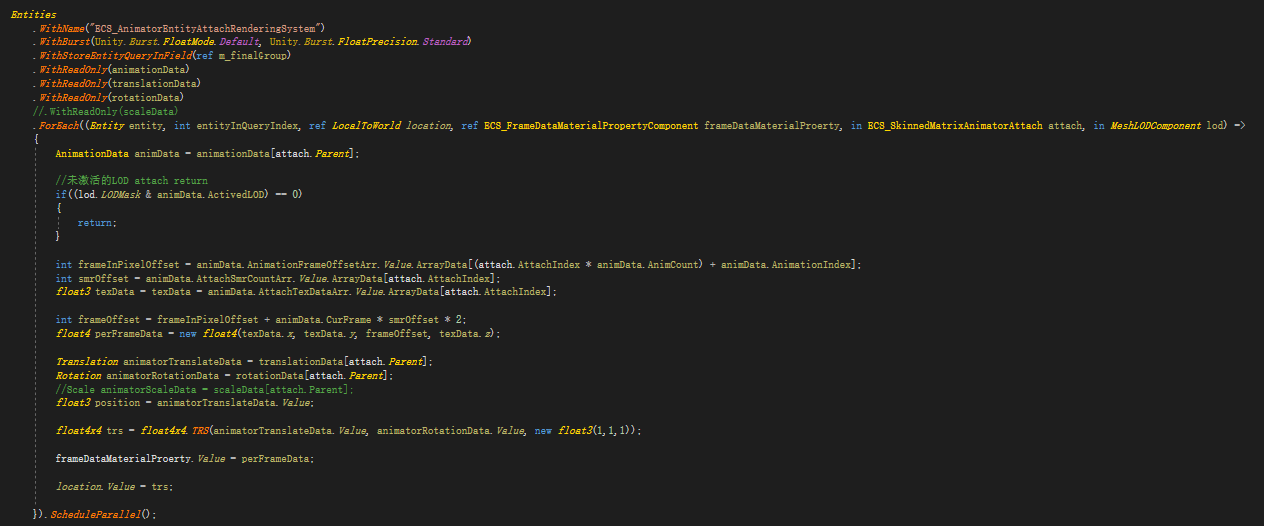 Entities
.WithName("ECS_AnimatorEntityAttachRenderingSystem")
.WithBurst(Unity.Burst.FloatMode.Default, Unity.Burst.FloatPrecision.Standard)
.WithStoreEntityQueryInField(ref m_finalGroup)
.WithReadOnly(animationData)
.WithReadOnly(translationData)
.WithReadOnly(rotationData)
//.WithReadOnly(scaleData)
.ForEach((Entity entity, int entityInQueryIndex, ref LocalToWorld location, ref ECS_FrameDataMaterialPropertyComponent frameDataMaterialProerty, in ECS_SkinnedMatrixAnimatorAttach attach, in MeshLODComponent lod) =>
{
AnimationData animData = animationData[attach.Parent];
//未激活的LOD attach return
if((lod.LODMask & animData.ActivedLOD) == 0)
{
return;
}
int frameInPixelOffset = animData.AnimationFrameOffsetArr.Value.ArrayData[(attach.AttachIndex * animData.AnimCount) + animData.AnimationIndex];
int smrOffset = animData.AttachSmrCountArr.Value.ArrayData[attach.AttachIndex];
float3 texData = texData = animData.AttachTexDataArr.Value.ArrayData[attach.AttachIndex];
int frameOffset = frameInPixelOffset + animData.CurFrame * smrOffset * 2;
float4 perFrameData = new float4(texData.x, texData.y, frameOffset, texData.z);
Translation animatorTranslateData = translationData[attach.Parent];
Rotation animatorRotationData = rotationData[attach.Parent];
//Scale animatorScaleData = scaleData[attach.Parent];
float3 position = animatorTranslateData.Value;
float4x4 trs = float4x4.TRS(animatorTranslateData.Value, animatorRotationData.Value, new float3(1,1,1));
frameDataMaterialProerty.Value = perFrameData;
location.Value = trs;
}).ScheduleParallel();